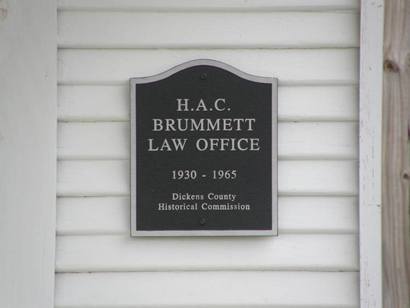 H.A.C.
BRUMMETT
LAW OFFICE
1930 - 1965
Dickens County
Historical Commission